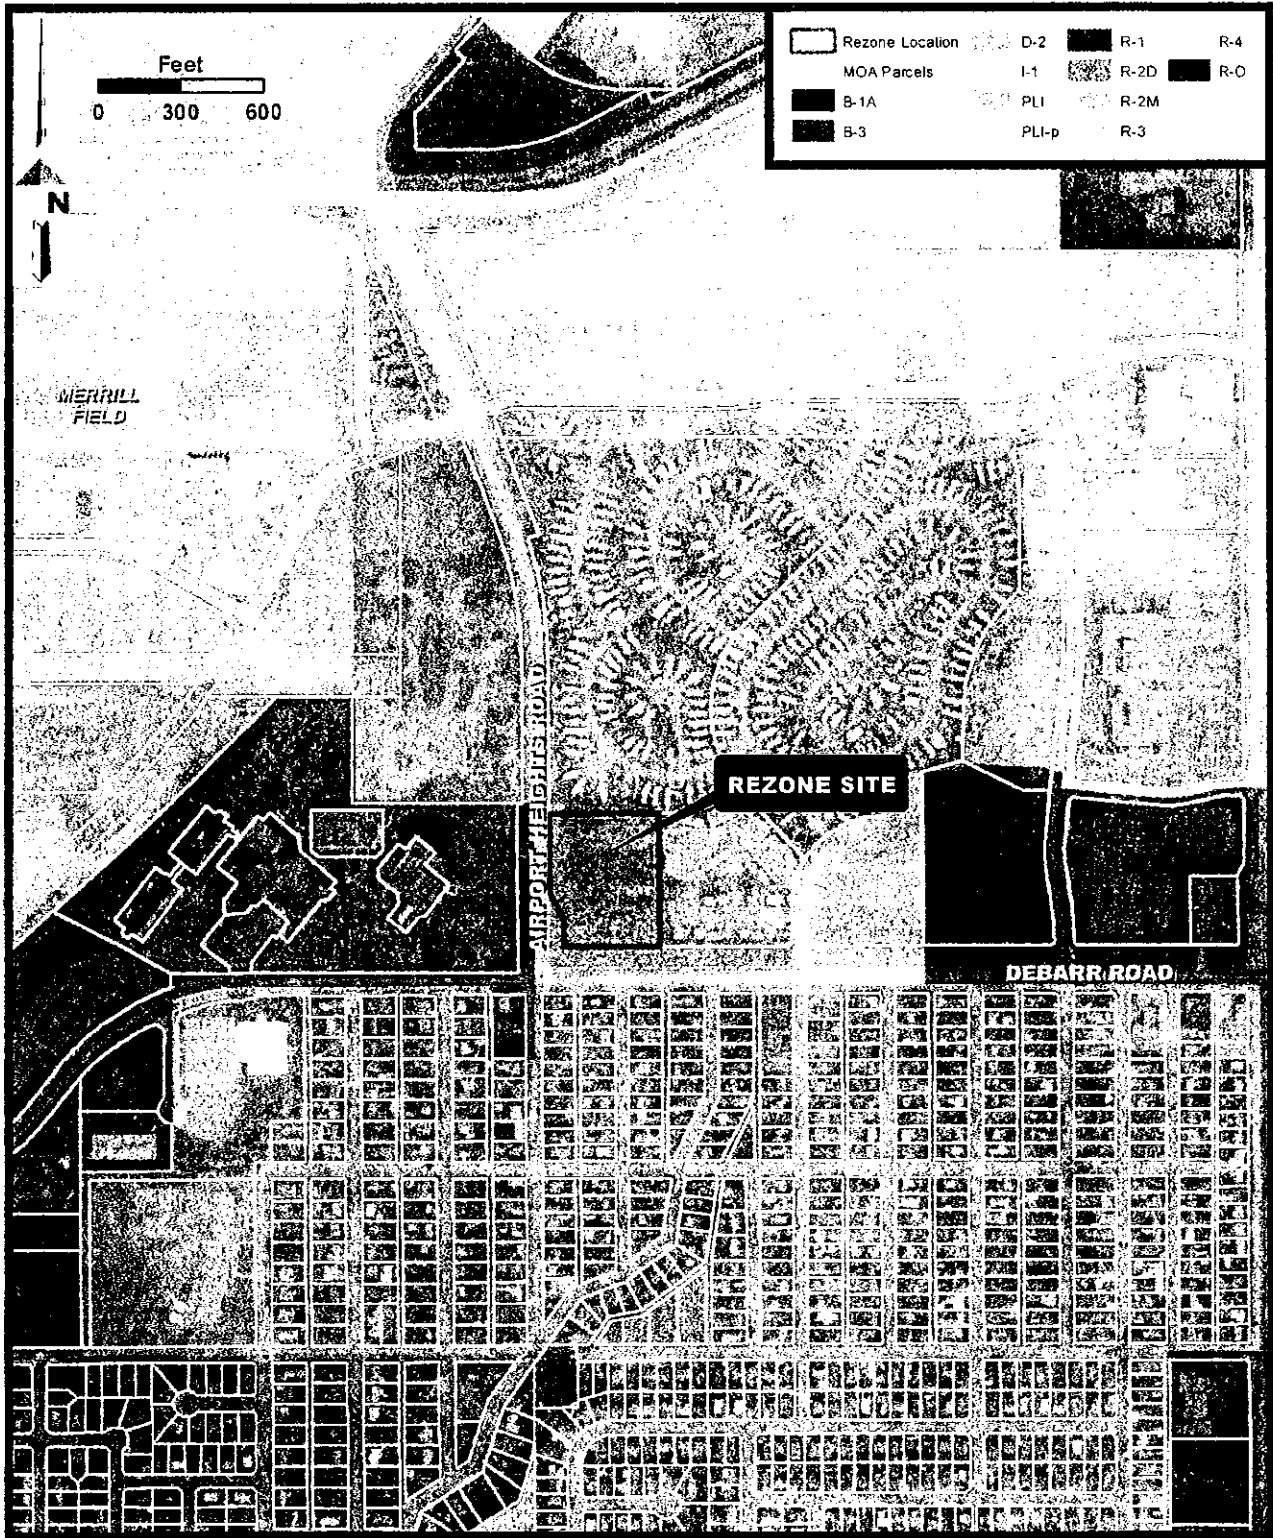 Feet
0 300 600
N
Rezone Location
MOA Parcels
B-1A
B-3
D-2
I-1
PLI
PLI-p
R-1
R-2D
R-2M
R-3
R-4
R-O
MERRILL
FIELD
AIRPORT HEIGHTS ROAD
REZONE SITE
DEBARR ROAD